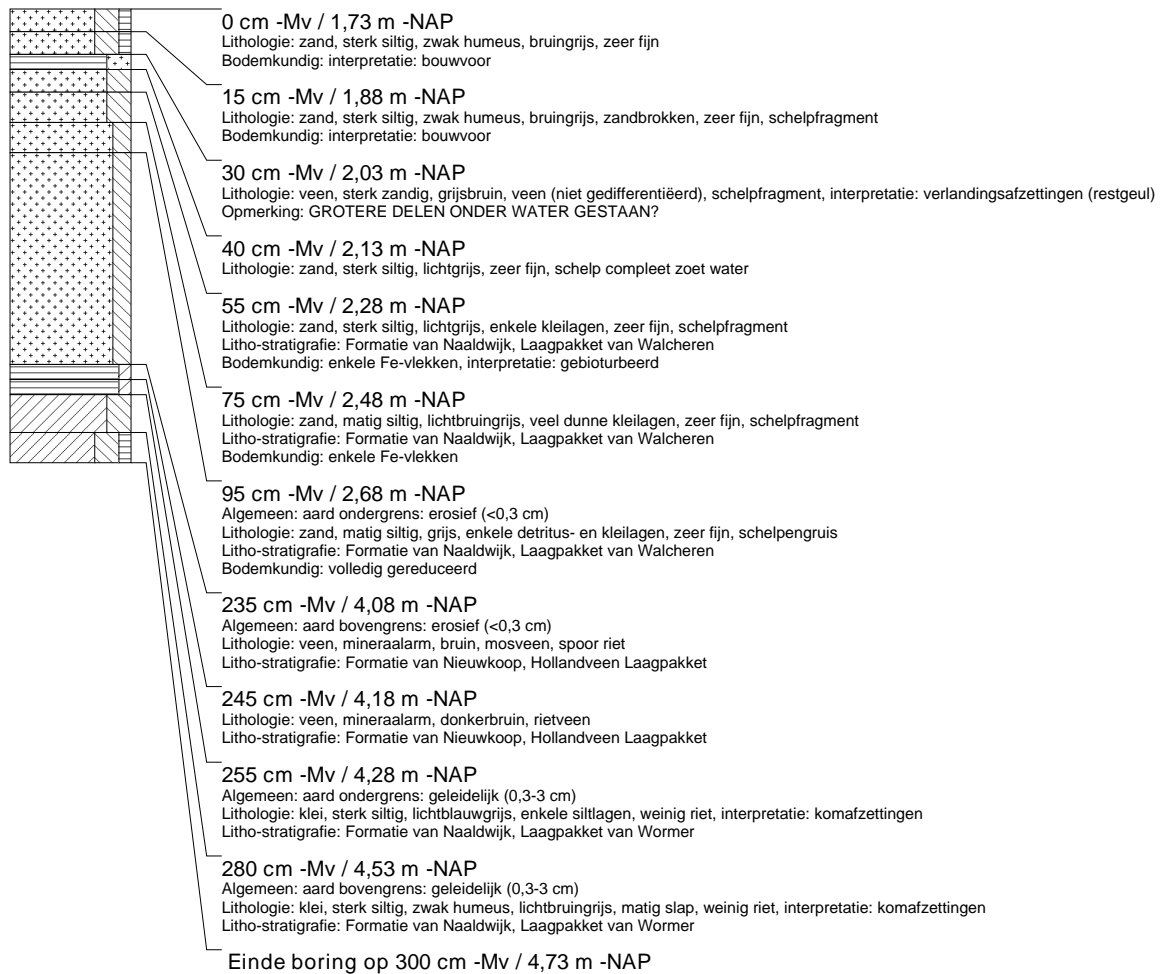 0 cm -Mv / 1,73 m -NAP
Lithologie: zand, sterk siltig, zwak humeus, bruingrijs, zeer fijn
Bodemkundig: interpretatie: bouwvoor
15 cm -Mv / 1,88 m -NAP
Lithologie: zand, sterk siltig, zwak humeus, bruingrijs, zandbrokken, zeer fijn, schelpfragment
Bodemkundig: interpretatie: bouwvoor
30 cm -Mv / 2,03 m -NAP
Lithologie: veen, sterk zandig, grijsbruin, veen (niet gedifferentiëerd), schelpfragment, interpretatie: verlandingsafzettingen (restgeul)
Opmerking: GROTERE DELEN ONDER WATER GESTAAN?
40 cm -Mv / 2,13 m -NAP
Lithologie: zand, sterk siltig, lichtgrijs, zeer fijn, schelp compleet zoet water
55 cm -Mv / 2,28 m -NAP
Lithologie: zand, sterk siltig, lichtgrijs, enkele kleilagen, zeer fijn, schelpfragment
Litho-stratigrafie: Formatie van Naaldwijk, Laagpakket van Walcheren
Bodemkundig: enkele Fe-vlekken, interpretatie: gebioturbeerd
75 cm -Mv / 2,48 m -NAP
Lithologie: zand, matig siltig, lichtbruingrijs, veel dunne kleilagen, zeer fijn, schelpfragment
Litho-stratigrafie: Formatie van Naaldwijk, Laagpakket van Walcheren
Bodemkundig: enkele Fe-vlekken
95 cm -Mv / 2,68 m -NAP
Algemeen: aard ondergrens: erosief (<0,3 cm)
Lithologie: zand, matig siltig, grijs, enkele detritus- en kleilagen, zeer fijn, schelpengruis
Litho-stratigrafie: Formatie van Naaldwijk, Laagpakket van Walcheren
Bodemkundig: volledig gereduceerd
235 cm -Mv / 4,08 m -NAP
Algemeen: aard bovengrens: erosief (<0,3 cm)
Lithologie: veen, mineraalarm, bruin, mosveen, spoor riet
Litho-stratigrafie: Formatie van Nieuwkoop, Hollandveen Laagpakket
245 cm -Mv / 4,18 m -NAP
Lithologie: veen, mineraalarm, donkerbruin, rietveen
Litho-stratigrafie: Formatie van Nieuwkoop, Hollandveen Laagpakket
255 cm -Mv / 4,28 m -NAP
Algemeen: aard ondergrens: geleidelijk (0,3-3 cm)
Lithologie: klei, sterk siltig, lichtblauwgrijs, enkele siltlagen, weinig riet, interpretatie: komafzettingen
Litho-stratigrafie: Formatie van Naaldwijk, Laagpakket van Wormer
280 cm -Mv / 4,53 m -NAP
Algemeen: aard bovengrens: geleidelijk (0,3-3 cm)
Lithologie: klei, sterk siltig, zwak humeus, lichtbruingrijs, matig slap, weinig riet, interpretatie: komafzettingen
Litho-stratigrafie: Formatie van Naaldwijk, Laagpakket van Wormer
Einde boring op 300 cm -Mv / 4,73 m -NAP